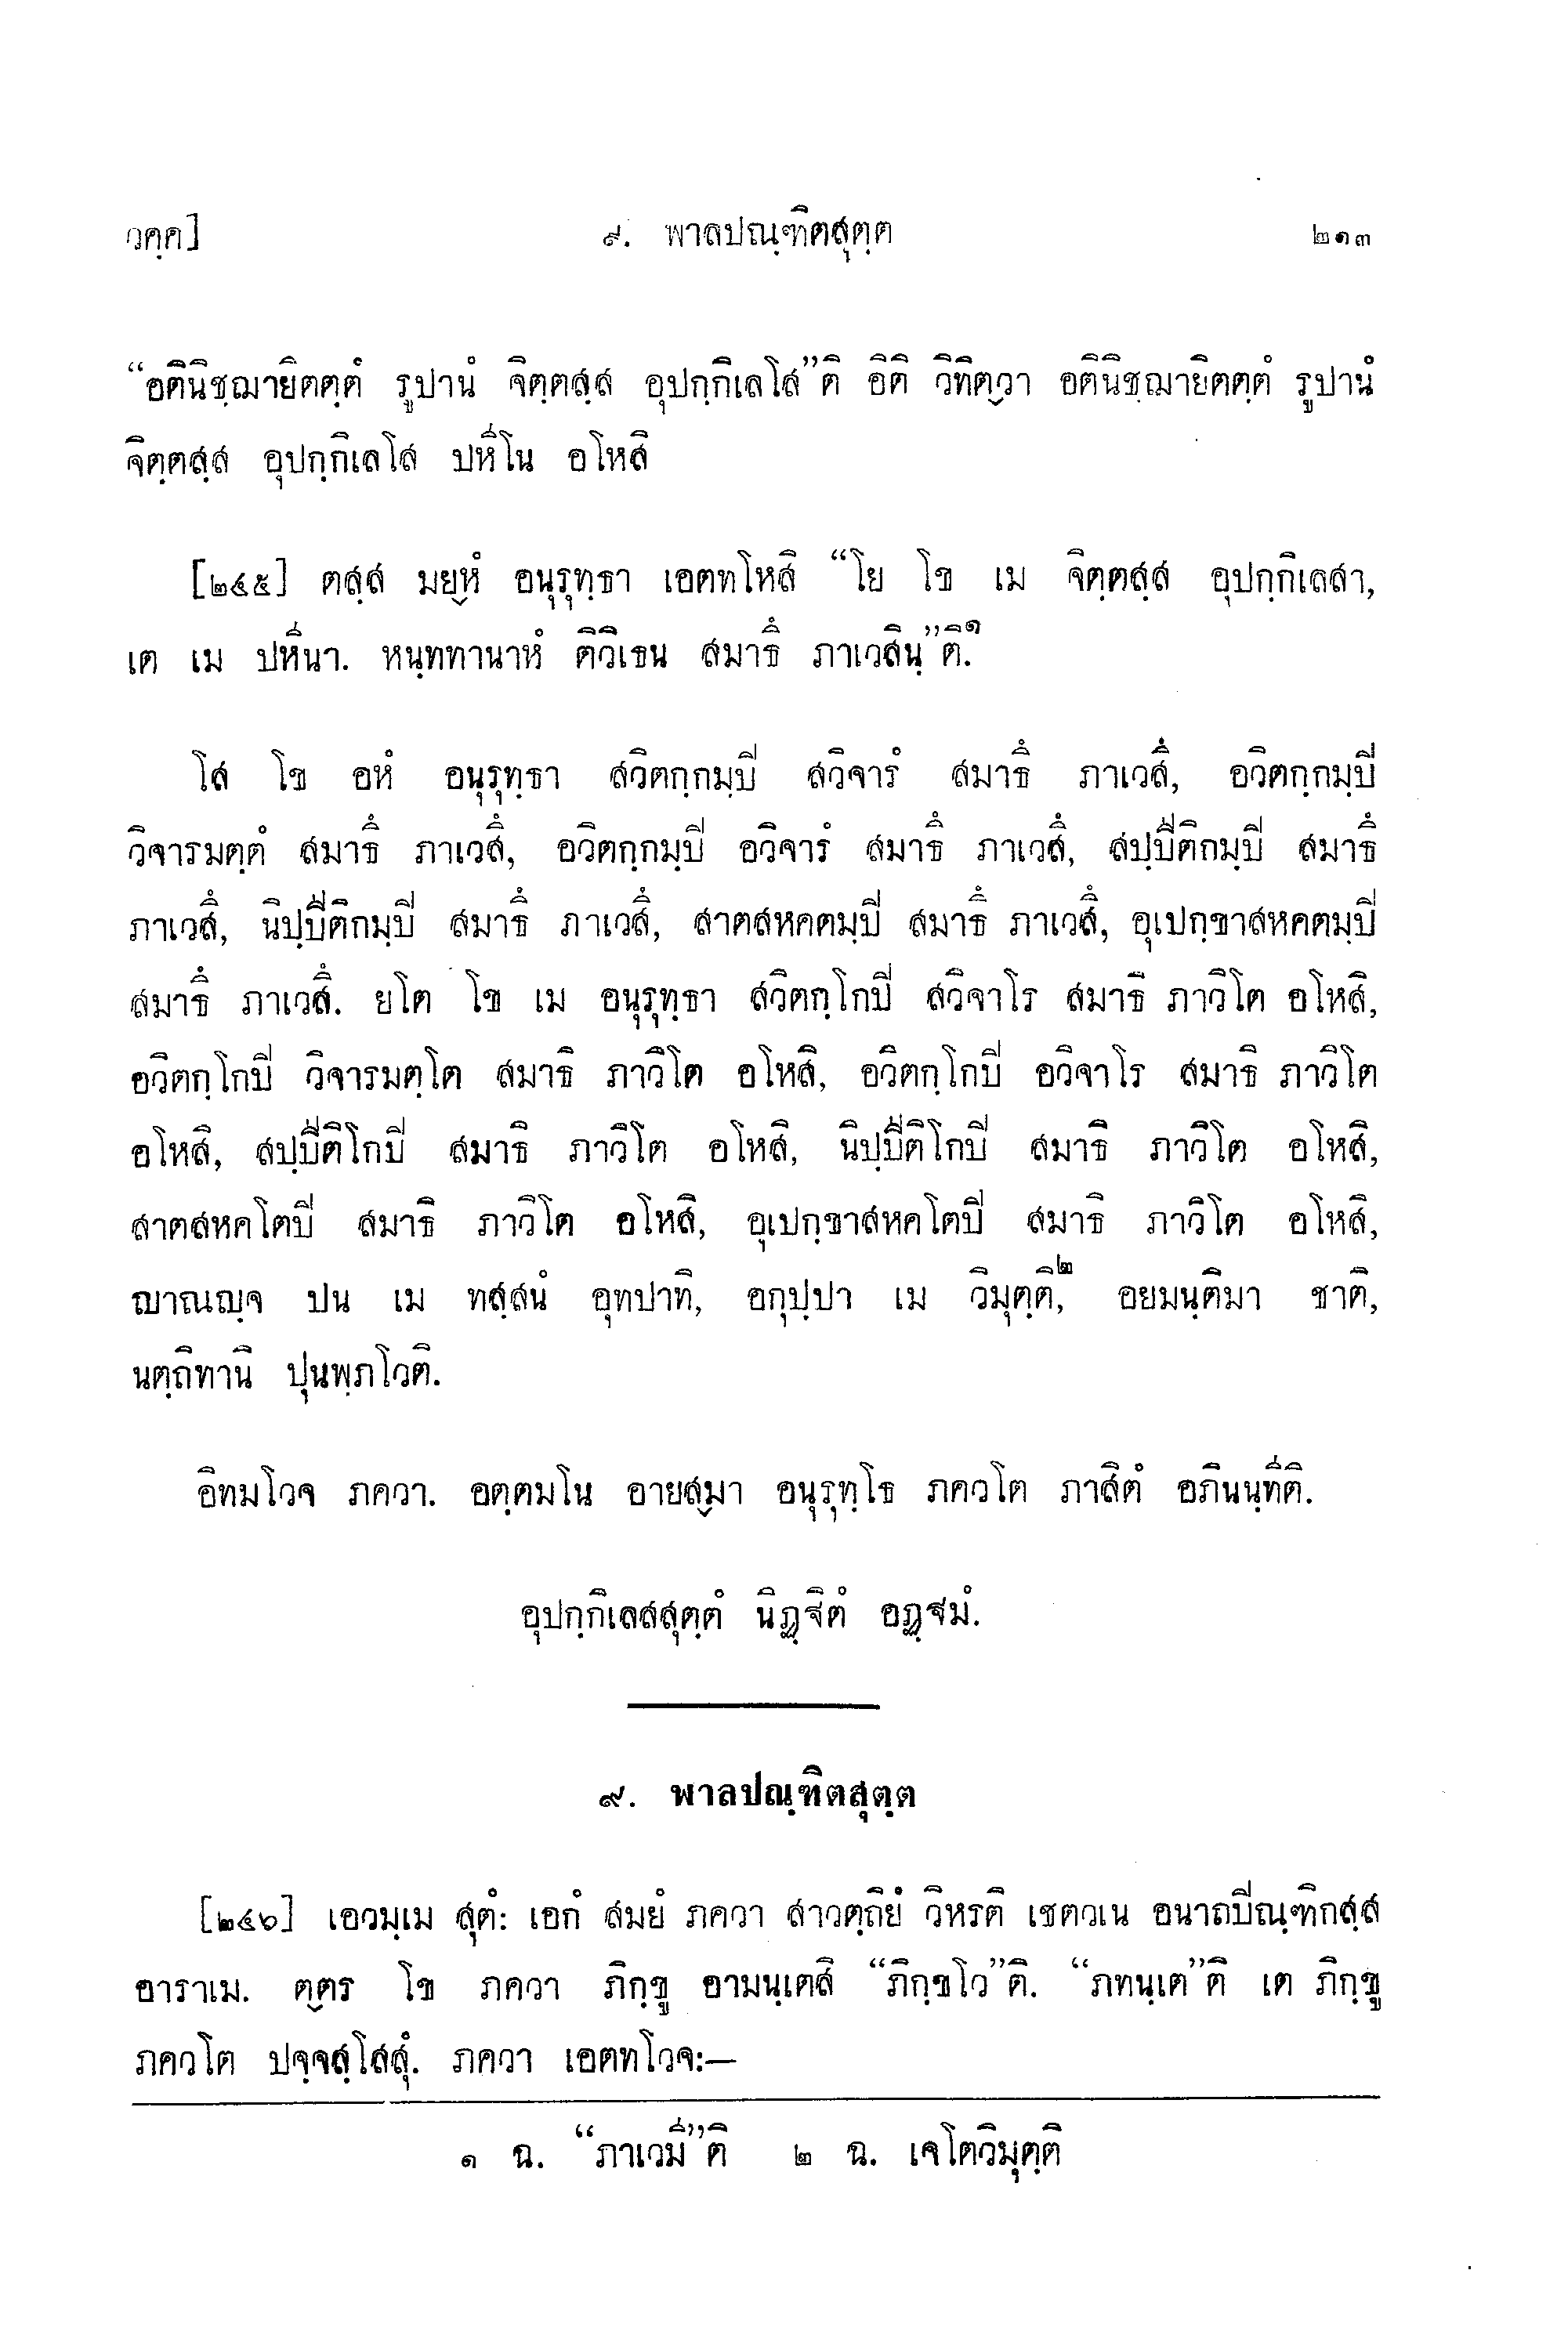 วคฺค]	๙. พาลปณฺฑิตสุตฺต	๒๑๓
“อตินิชฺฌายิตตฺตํ รูปานํ จิตฺตสฺส อุปกฺกิเลโส”ติ อิติ วิทิตฺวา อตินิชฺฌายิตตฺตํ รูปานํ
จิตฺตสฺส อุปกฺกิเลโส ปหีโน อโหสิ
[๒๔๕] ตสฺส มยฺหํ อนุรุทฺธา เอตทโหสิ “โย โข เม จิตฺตสฺส อุปกฺกิเลสา,
เต เม ปหีนา. หนฺททานาหํ ติวิเธน สมาธึ ภาเวสินฺ”ติ.๑
โส โข อหํ อนุรุทฺธา สวิตกฺกมฺปิ สวิจารํ สมาธึ ภาเวสึ, อวิตกฺกมฺปิ
วิจารมตฺตํ สมาธึ ภาเวสึ, อวิตกฺกมฺปิ อวิจารํ สมาธึ ภาเวสึ, สปฺปีติกมฺปิ สมาธึ
ภาเวสึ, นิปฺปีติกมฺปิ สมาธึ ภาเวสึ, สาตสหคตมฺปิ สมาธึ ภาเวสึ, อุเปกฺขาสหคตมฺปิ
สมาธึ ภาเวสึ. ยโต โข เม อนุรุทฺธา สวิตกฺโกปิ สวิจาโร สมาธิ ภาวิโต อโหสิ,
อวิตกฺโกปิ วิจารมตฺโต สมาธิ ภาวิโต อโหสิ, อวิตกฺโกปิ อวิจาโร สมาธิ ภาวิโต
อโหสิ, สปฺปีติโกปิ สมาธิ ภาวิโต อโหสิ, นิปฺปีติโกปิ สมาธิ ภาวิโต อโหสิ,
สาตสหคโตปิ สมาธิ ภาวิโต อโหสิ, อุเปกฺขาสหคโตปิ สมาธิ ภาวิโต อโหสิ,
ญาณญฺจ ปน เม ทสฺสนํ อุทปาทิ, อกุปฺปา เม วิมุตฺติ,๒ อยมนฺติมา ชาติ,
นตฺถิทานิ ปุนพฺภโวติ.
อิทมโวจ ภควา. อตฺตมโน อายสฺมา อนุรุทฺโธ ภควโต ภาสิตํ อภินนฺทีติ.
อุปกฺกิเลสสุตฺตํ นิฏฺฐิตํ อฏฺฐมํ.
๙. พาลปณฺฑิตสุตฺต
[๒๔๖] เอวมฺเม สุตํ: เอกํ สมยํ ภควา สาวตฺถิยํ วิหรติ เชตวเน อนาถปิณฺฑิกสฺส
อาราเม. ตตฺร โข ภควา ภิกฺขู อามนฺเตสิ “ภิกฺขโว”ติ. “ภทนฺเต”ติ เต ภิกฺขู
ภควโต ปจฺจสฺโสสุํ. ภควา เอตทโวจ:–
๑ ฉ. “ภาเวมี”ติ ๒ ฉ. เจโตวิมุตฺติ